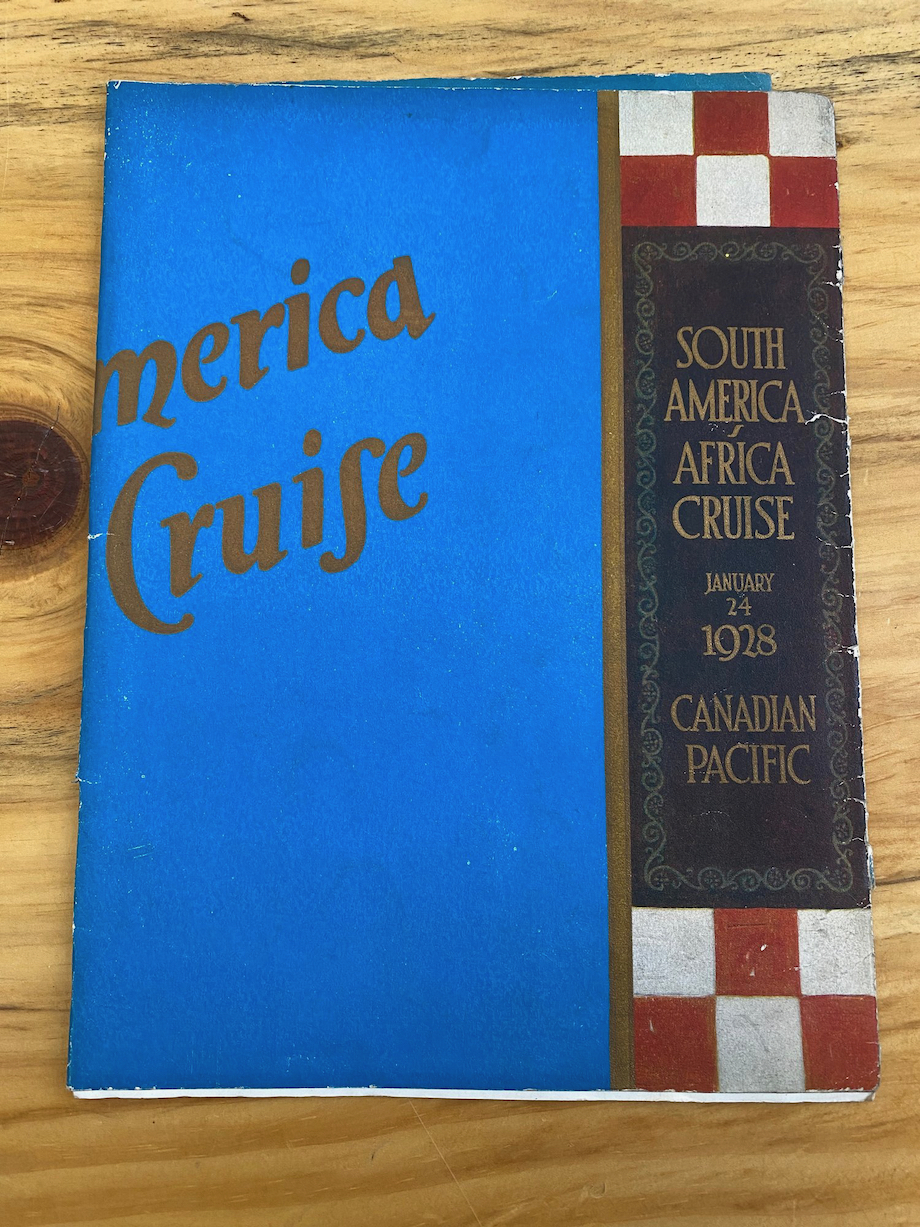 merica
Cruise
SOUTH
AMERICA
AFRICA
CRUISE
JANUARY
24
1928
CANADIAN
PACIFIC